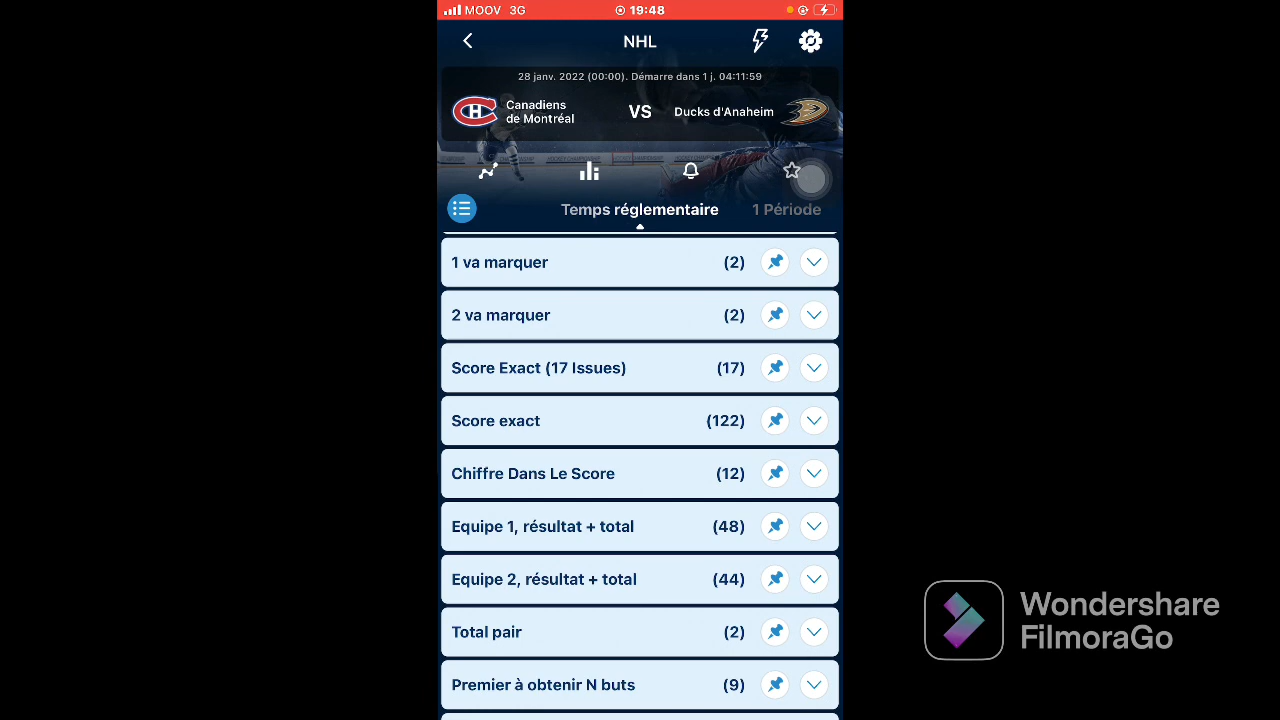 MOOV 3G 19:48
NHL
28 janv. 2022 (00:00). Démarre dans 1 j. 04:11:59
Canadiens
de Montréal
VS
Ducks d'Anaheim
Temps réglementaire 1 Période
1 va marquer (2)
2 va marquer (2)
Score Exact (17 Issues) (17)
Score exact (122)
Chiffre Dans Le Score (12)
Equipe 1, résultat + total (48)
Equipe 2, résultat + total (44)
Total pair (2)
Premier à obtenir N buts (9)
Wondershare
FilmoraGo